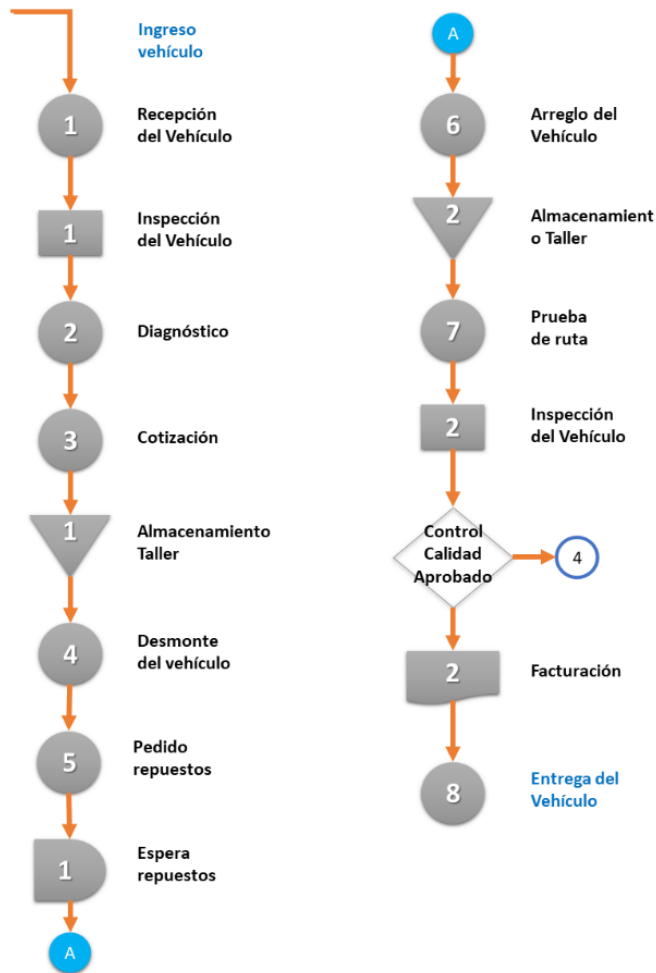 Ingreso
vehículo
1
Recepción
del Vehículo
1
Inspección
del Vehículo
2
Diagnóstico
3
Cotización
1
Almacenamiento
Taller
4
Desmonte
del vehículo
5
Pedido
repuestos
1
Espera
repuestos
A
A
6
Arreglo del
Vehículo
2
Almacenamient
o Taller
7
Prueba
de ruta
2
Inspección
del Vehículo
Control
Calidad
Aprobado
4
2
Facturación
8
Entrega del
Vehículo